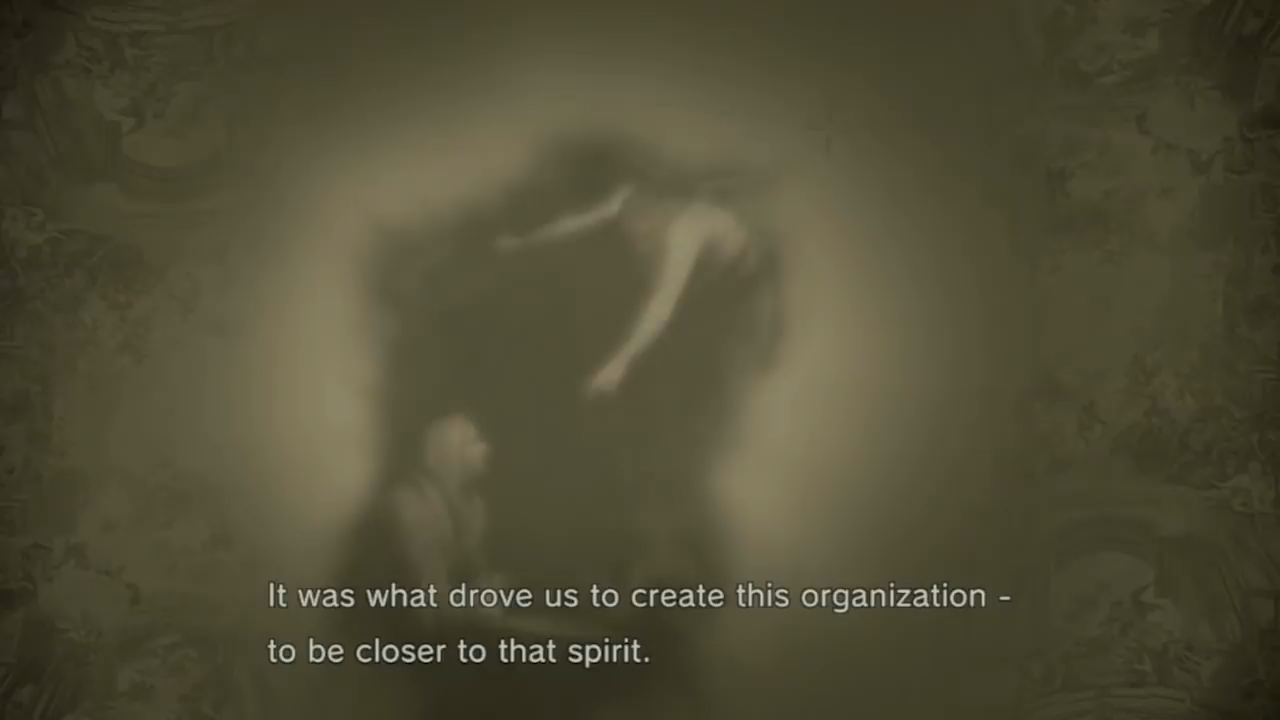 It was what drove us to create this organization -
to be closer to that spirit.